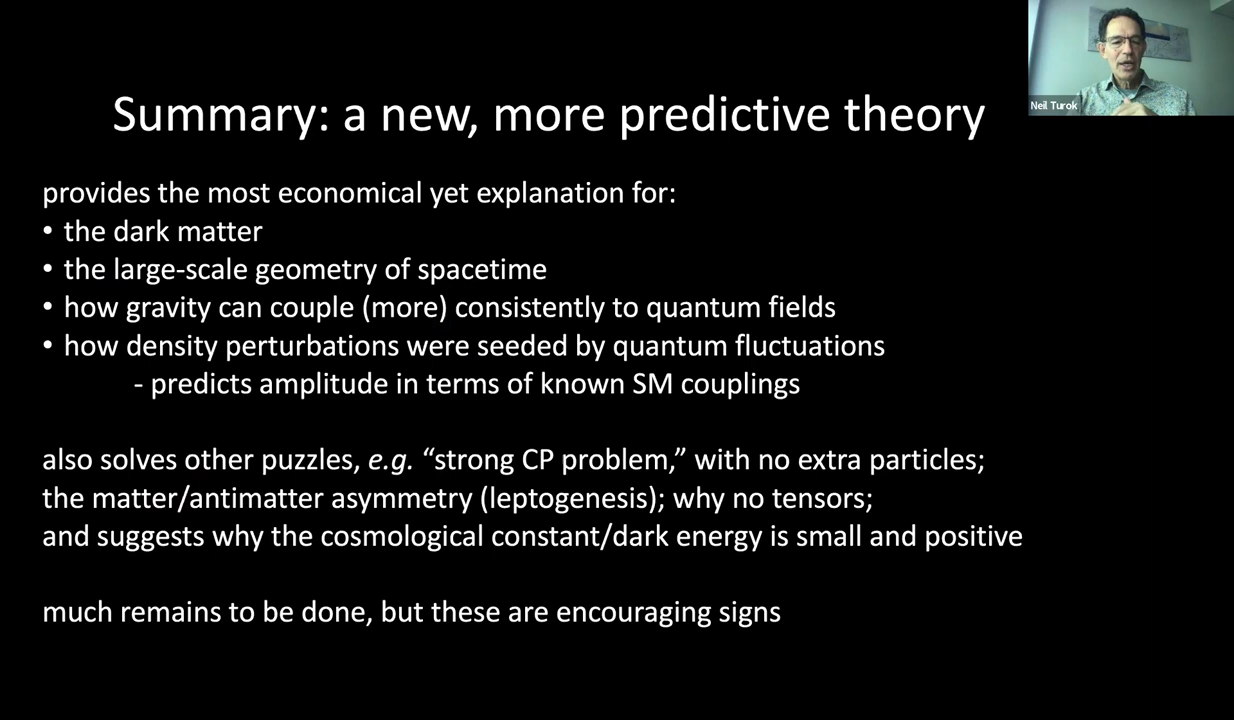 Neil Turok
Summary: a new, more predictive theory
provides the most economical yet explanation for:
• the dark matter
• the large-scale geometry of spacetime
• how gravity can couple (more) consistently to quantum fields
• how density perturbations were seeded by quantum fluctuations
- predicts amplitude in terms of known SM couplings
also solves other puzzles, e.g. “strong CP problem,” with no extra particles;
the matter/antimatter asymmetry (leptogenesis); why no tensors;
and suggests why the cosmological constant/dark energy is small and positive
much remains to be done, but these are encouraging signs